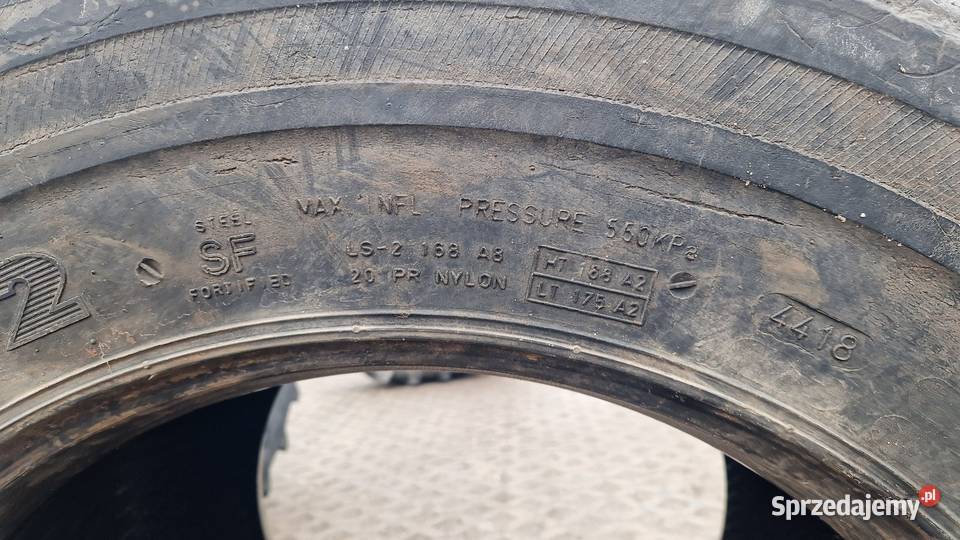 2
STEEL
SF
FORTIFIED
MAX. INFL PRESSURE 560KPa
LS-2 168 A8
20 PR NYLON
HT 168 A2
LT 175 A2
4418
Sprzedajemy.pl